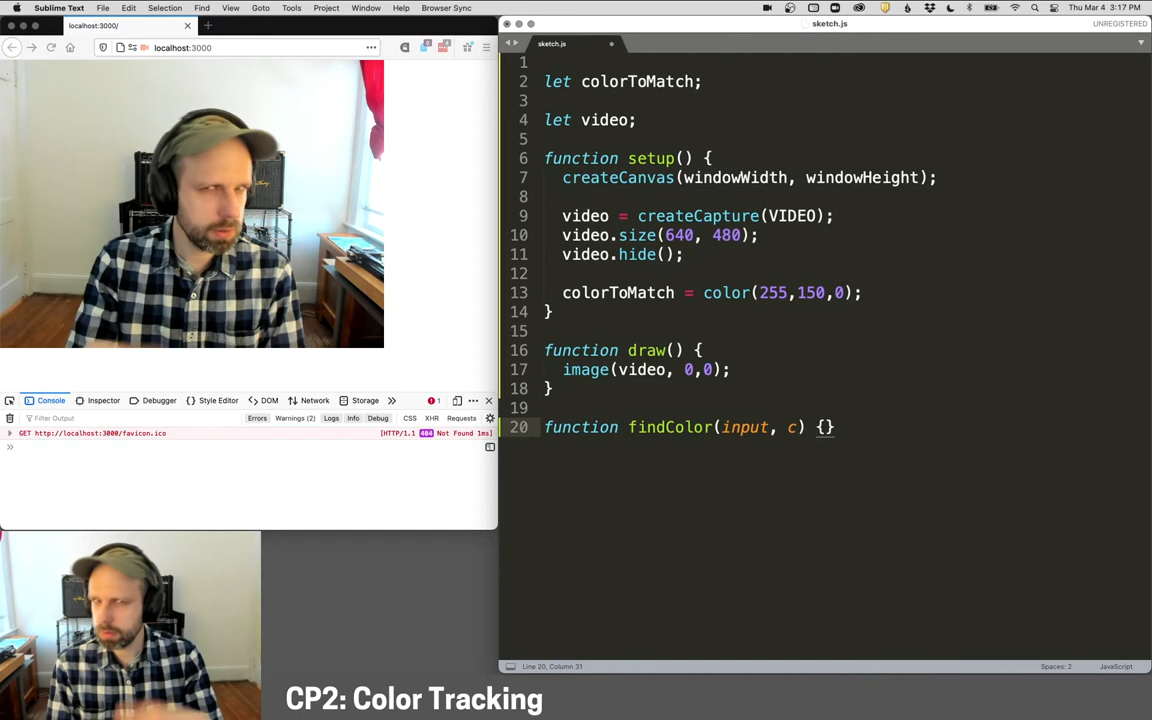 Sublime Text File Edit Selection Find View Goto Tools Project Window Help Browser Sync Thu Mar 4 3:17 PM
localhost:3000/
localhost:3000
sketch.js
UNREGISTERED
sketch.js
1
2 let colorToMatch;
3
4 let video;
5
6 function setup() {
7 createCanvas(windowWidth, windowHeight);
8
9 video = createCapture(VIDEO);
10 video.size(640, 480);
11 video.hide();
12
13 colorToMatch = color(255,150,0);
14 }
15
16 function draw() {
17 image(video, 0,0);
18 }
19
20 function findColor(input, c) {}
Console Inspector Debugger Style Editor DOM Network Storage 1
Filter Output Errors Warnings (2) Logs Info Debug CSS XHR Requests
GET http://localhost:3000/favicon.ico [HTTP/1.1 404 Not Found 1ms]
Line 20, Column 31 Spaces: 2 JavaScript
CP2: Color Tracking